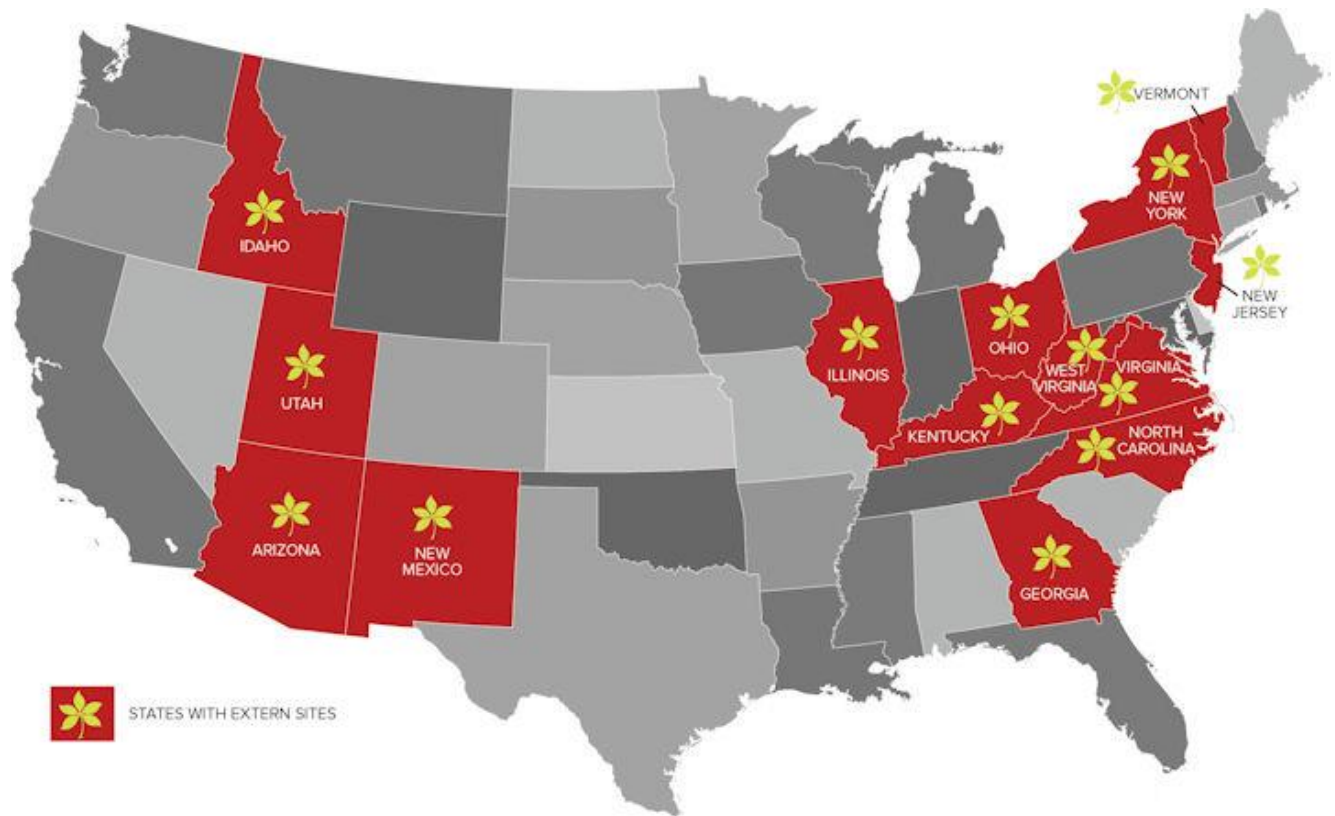 VERMONT
NEW
YORK
IDAHO
NEW
JERSEY
OHIO
ILLINOIS
WEST
VIRGINIA
VIRGINIA
UTAH
KENTUCKY
NORTH
CAROLINA
ARIZONA
NEW
MEXICO
GEORGIA
STATES WITH EXTERN SITES